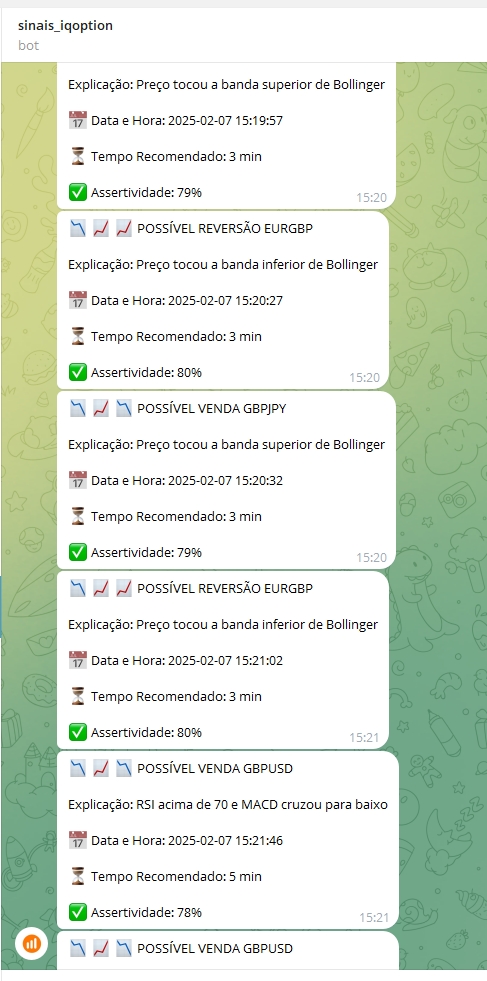 sinais_iqoption
bot
Explicação: Preço tocou a banda superior de Bollinger
📅 Data e Hora: 2025-02-07 15:19:57
⏳ Tempo Recomendado: 3 min
✅ Assertividade: 79%
15:20
📉 📈 📈 POSSÍVEL REVERSÃO EURGBP
Explicação: Preço tocou a banda inferior de Bollinger
📅 Data e Hora: 2025-02-07 15:20:27
⏳ Tempo Recomendado: 3 min
✅ Assertividade: 80%
15:20
📉 📈 📉 POSSÍVEL VENDA GBPJPY
Explicação: Preço tocou a banda superior de Bollinger
📅 Data e Hora: 2025-02-07 15:20:32
⏳ Tempo Recomendado: 3 min
✅ Assertividade: 79%
15:20
📉 📈 📈 POSSÍVEL REVERSÃO EURGBP
Explicação: Preço tocou a banda inferior de Bollinger
📅 Data e Hora: 2025-02-07 15:21:02
⏳ Tempo Recomendado: 3 min
✅ Assertividade: 80%
15:21
📉 📈 📉 POSSÍVEL VENDA GBPUSD
Explicação: RSI acima de 70 e MACD cruzou para baixo
📅 Data e Hora: 2025-02-07 15:21:46
⏳ Tempo Recomendado: 5 min
✅ Assertividade: 78%
15:21
📉 📈 📉 POSSÍVEL VENDA GBPUSD